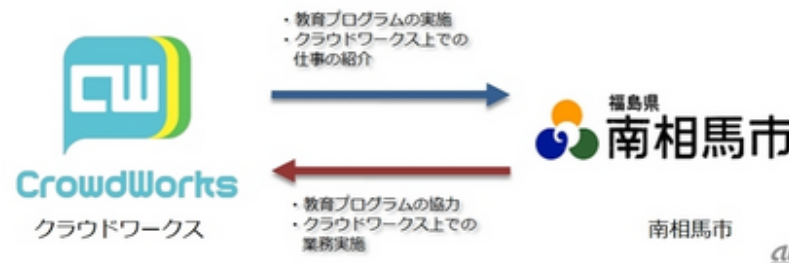 ・教育プログラムの実施
・クラウドワークス上での
仕事の紹介
CW
CrowdWorks
クラウドワークス
福島県
南相馬市
・教育プログラムの協力
・クラウドワークス上での
業務実施
南相馬市